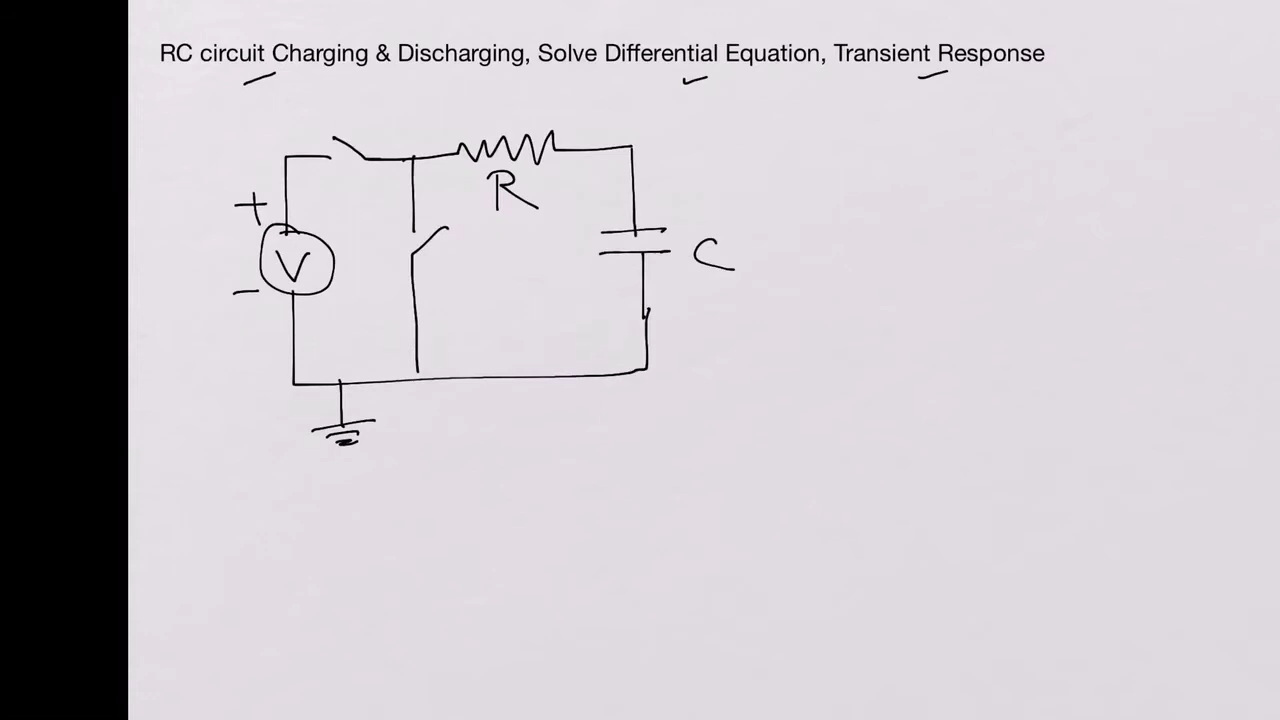 RC circuit Charging & Discharging, Solve Differential Equation, Transient Response
R
+
V
C
−